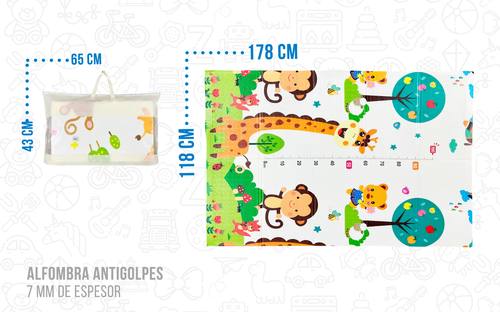 65 CM
178 CM
43 CM
118 CM
ALFOMBRA ANTIGOLPES
7 MM DE ESPESOR